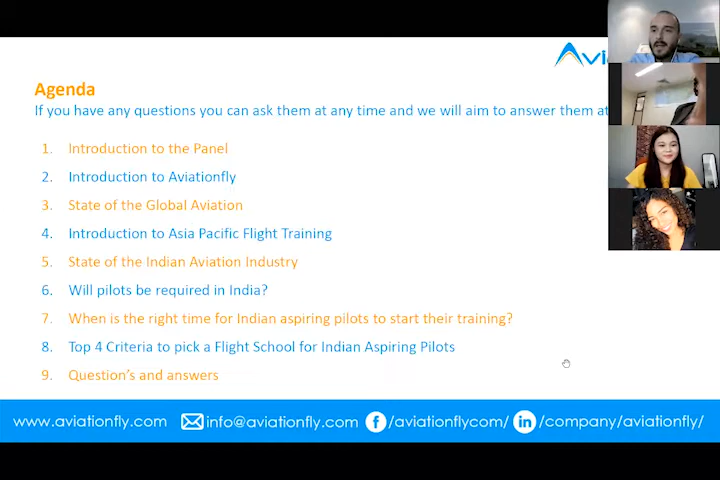 Agenda
If you have any questions you can ask them at any time and we will aim to answer them at
1. Introduction to the Panel
2. Introduction to Aviationfly
3. State of the Global Aviation
4. Introduction to Asia Pacific Flight Training
5. State of the Indian Aviation Industry
6. Will pilots be required in India?
7. When is the right time for Indian aspiring pilots to start their training?
8. Top 4 Criteria to pick a Flight School for Indian Aspiring Pilots
9. Question's and answers
www.aviationfly.com info@aviationfly.com /aviationflycom/ /company/aviationfly/